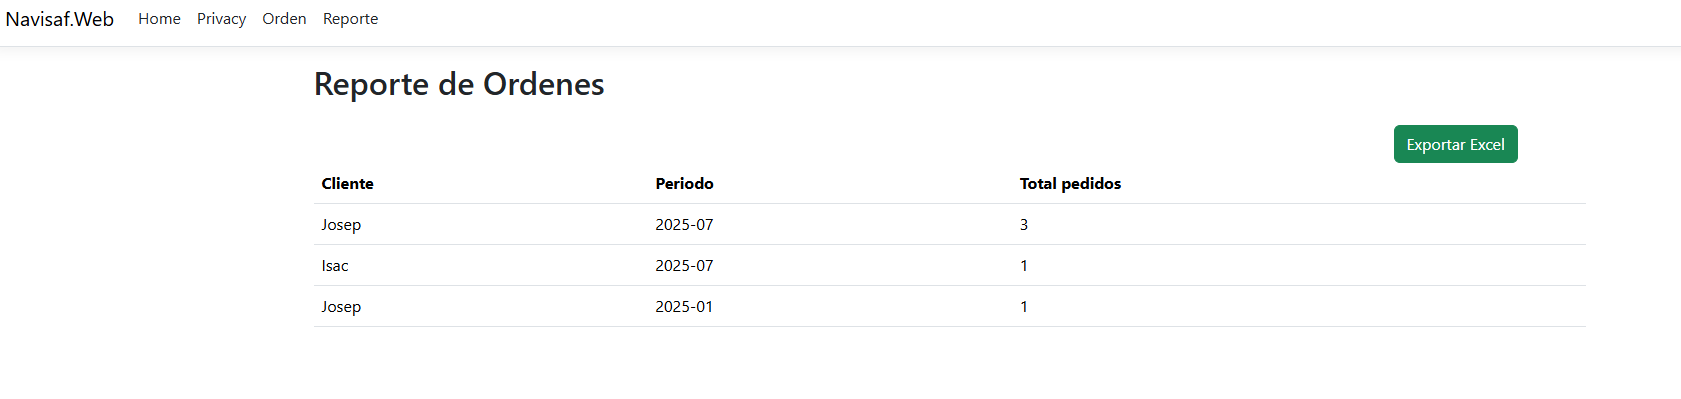 Navisaf.Web Home Privacy Orden Reporte
Reporte de Ordenes
Exportar Excel
Cliente Periodo Total pedidos
Josep 2025-07 3
Isac 2025-07 1
Josep 2025-01 1